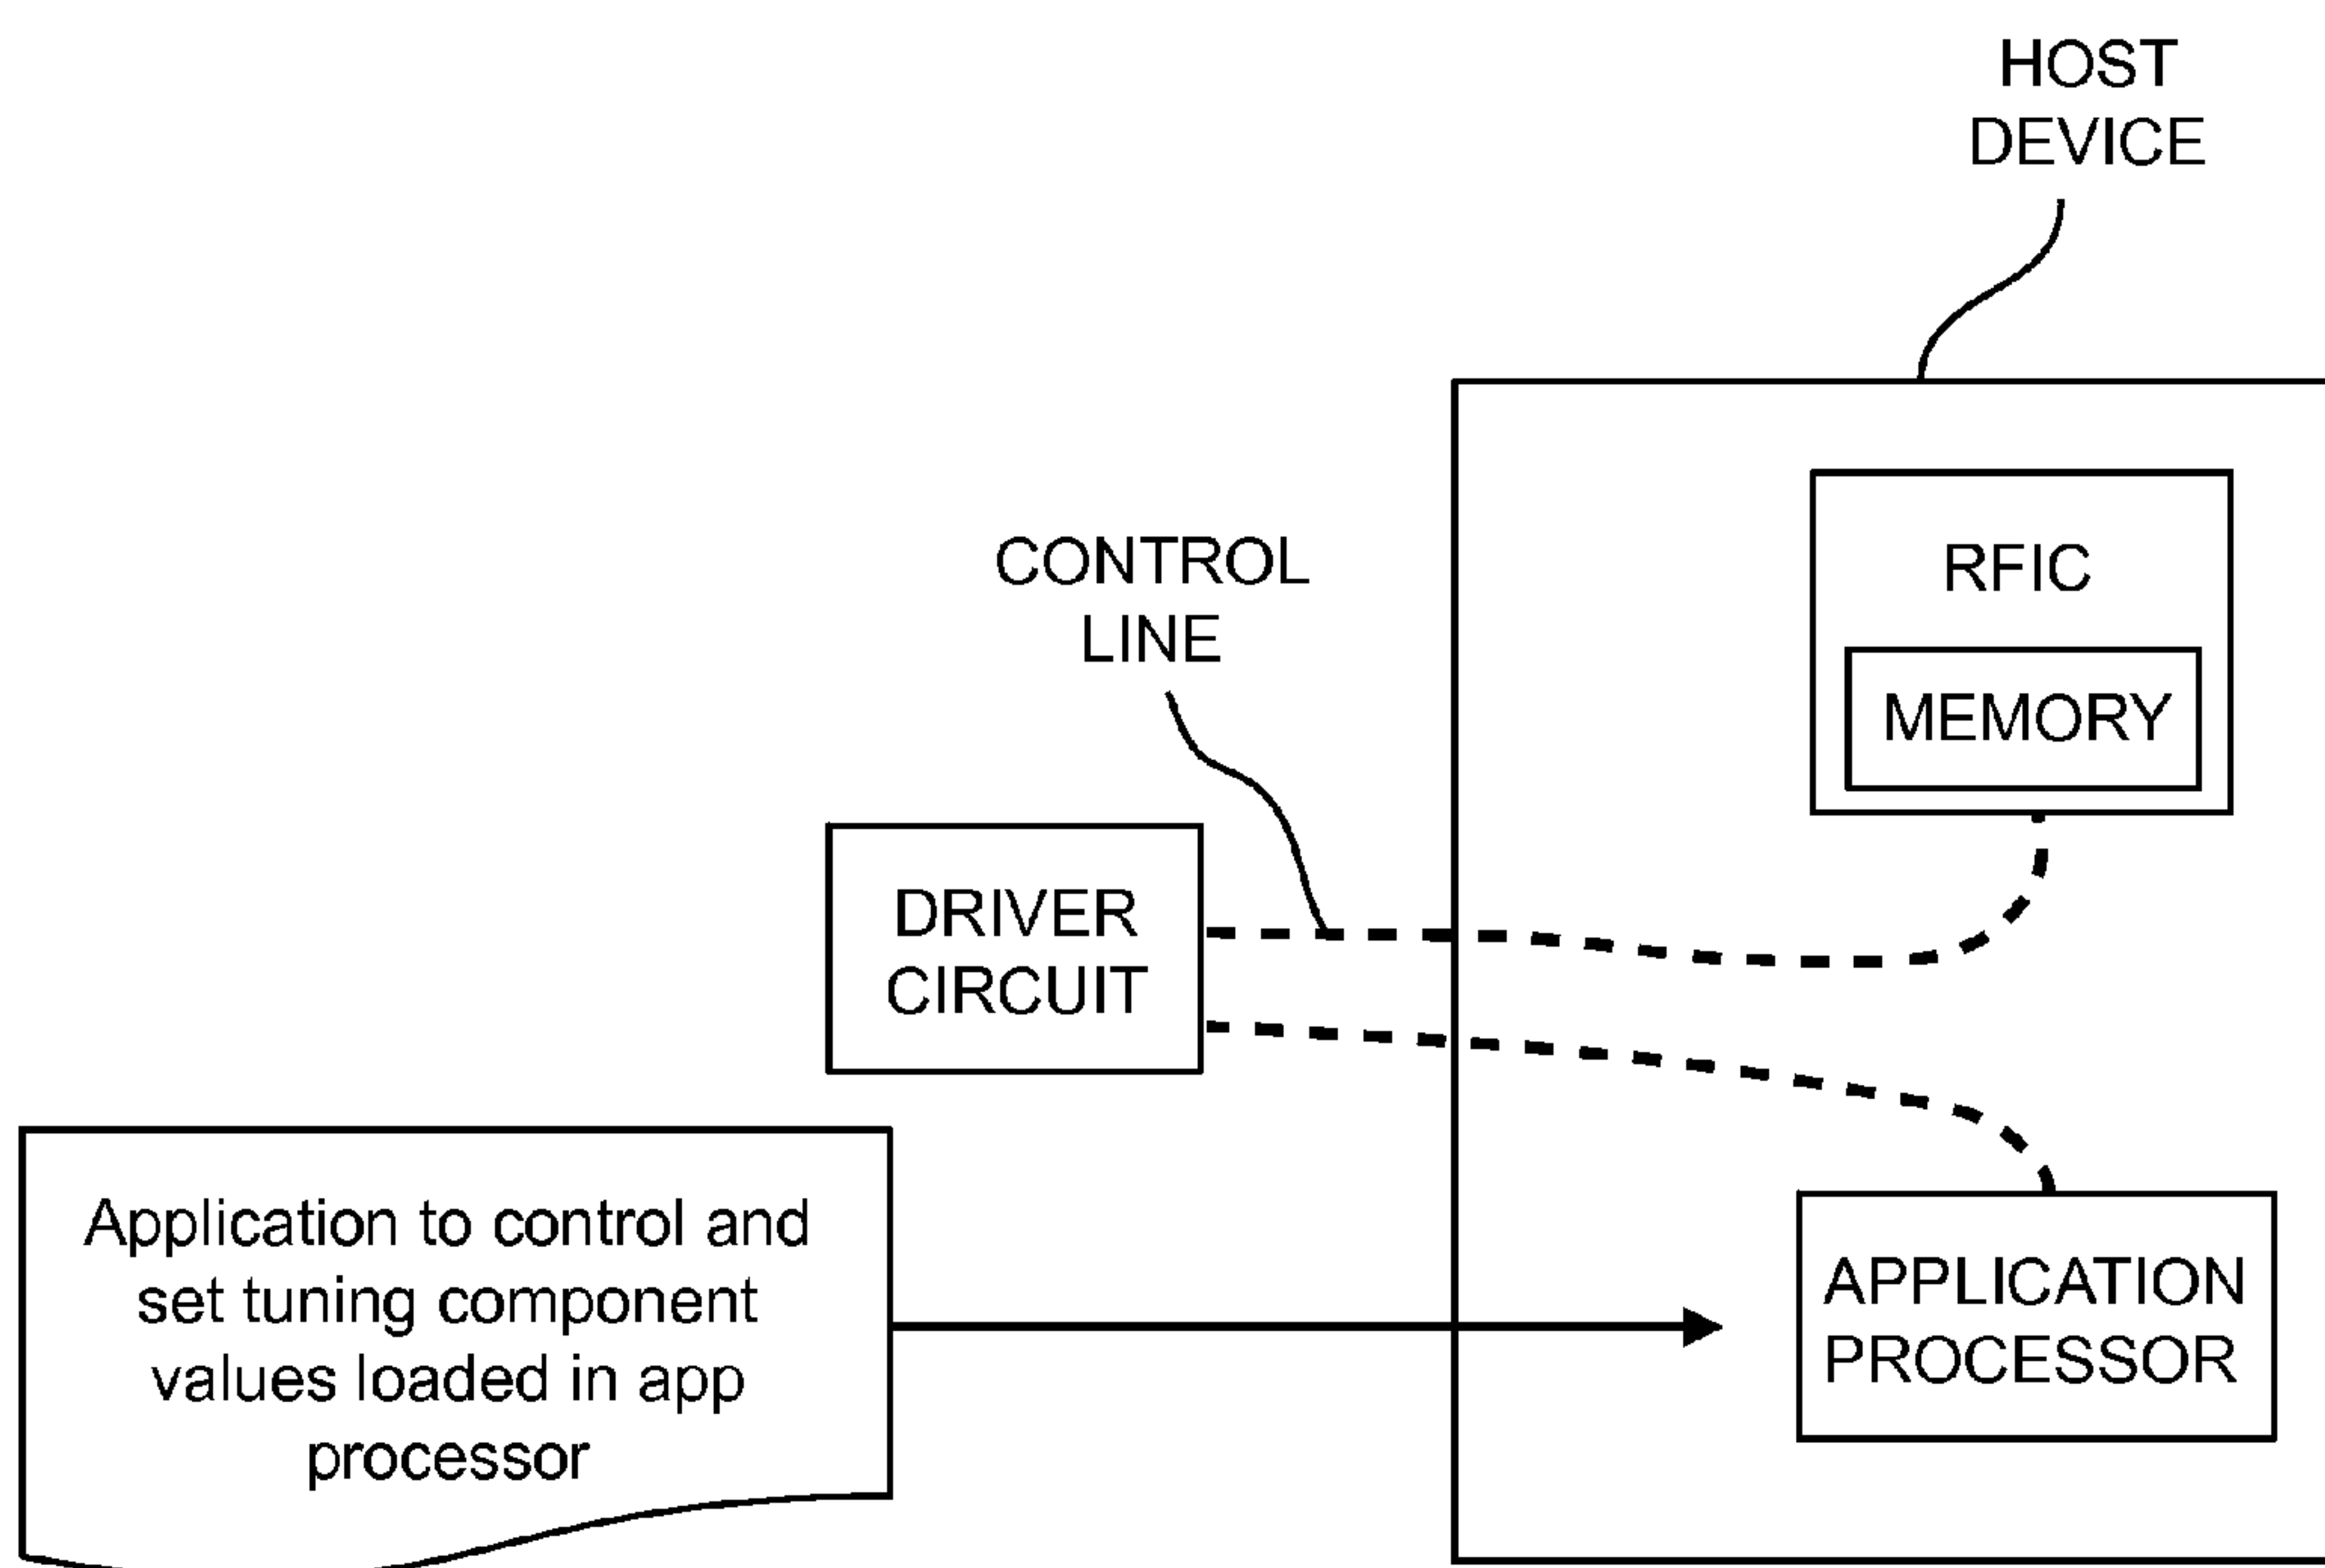 HOST
DEVICE
RFIC
CONTROL
LINE
MEMORY
DRIVER
CIRCUIT
Application to control and
set tuning component
values loaded in app
processor
APPLICATION
PROCESSOR